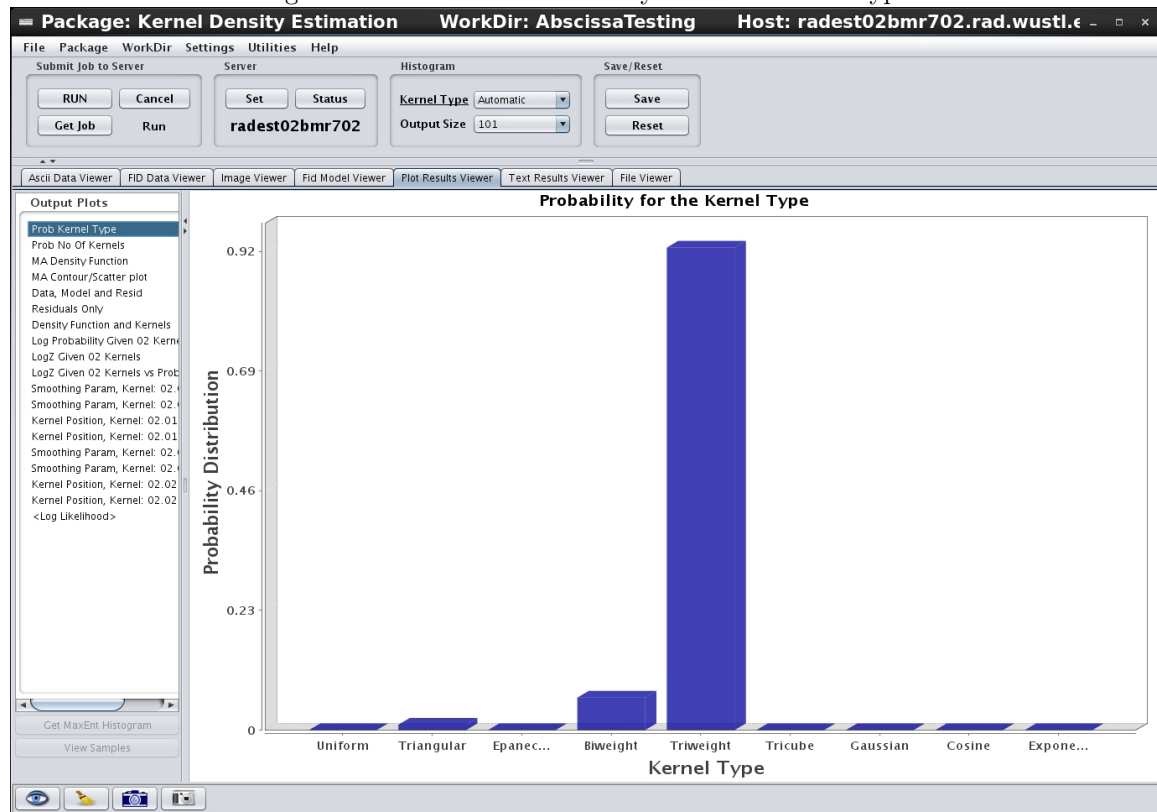 Package: Kernel Density Estimation WorkDir: AbscissaTesting Host: radest02bmr702.rad.wustl.e
File Package WorkDir Settings Utilities Help
Submit Job to Server Server Histogram Save/Reset
RUN Cancel Set Status Kernel Type Automatic Save
Get Job Run radest02bmr702 Output Size 101 Reset
Ascii Data Viewer FID Data Viewer Image Viewer Fid Model Viewer Plot Results Viewer Text Results Viewer File Viewer
Output Plots
Prob Kernel Type
Prob No Of Kernels
MA Density Function
MA Contour/Scatter plot
Data, Model and Resid
Residuals Only
Density Function and Kernels
Log Probability Given 02 Kerne
LogZ Given 02 Kernels
LogZ Given 02 Kernels vs Prob
Smoothing Param, Kernel: 02.
Smoothing Param, Kernel: 02.
Kernel Position, Kernel: 02.01
Kernel Position, Kernel: 02.01
Smoothing Param, Kernel: 02.
Smoothing Param, Kernel: 02.
Kernel Position, Kernel: 02.02
Kernel Position, Kernel: 02.02
<Log Likelihood>
Get MaxEnt Histogram
View Samples
Probability for the Kernel Type
Probability Distribution
0.92
0.69
0.46
0.23
0
Uniform Triangular Epanec... Biweight Triweight Tricube Gaussian Cosine Expone...
Kernel Type